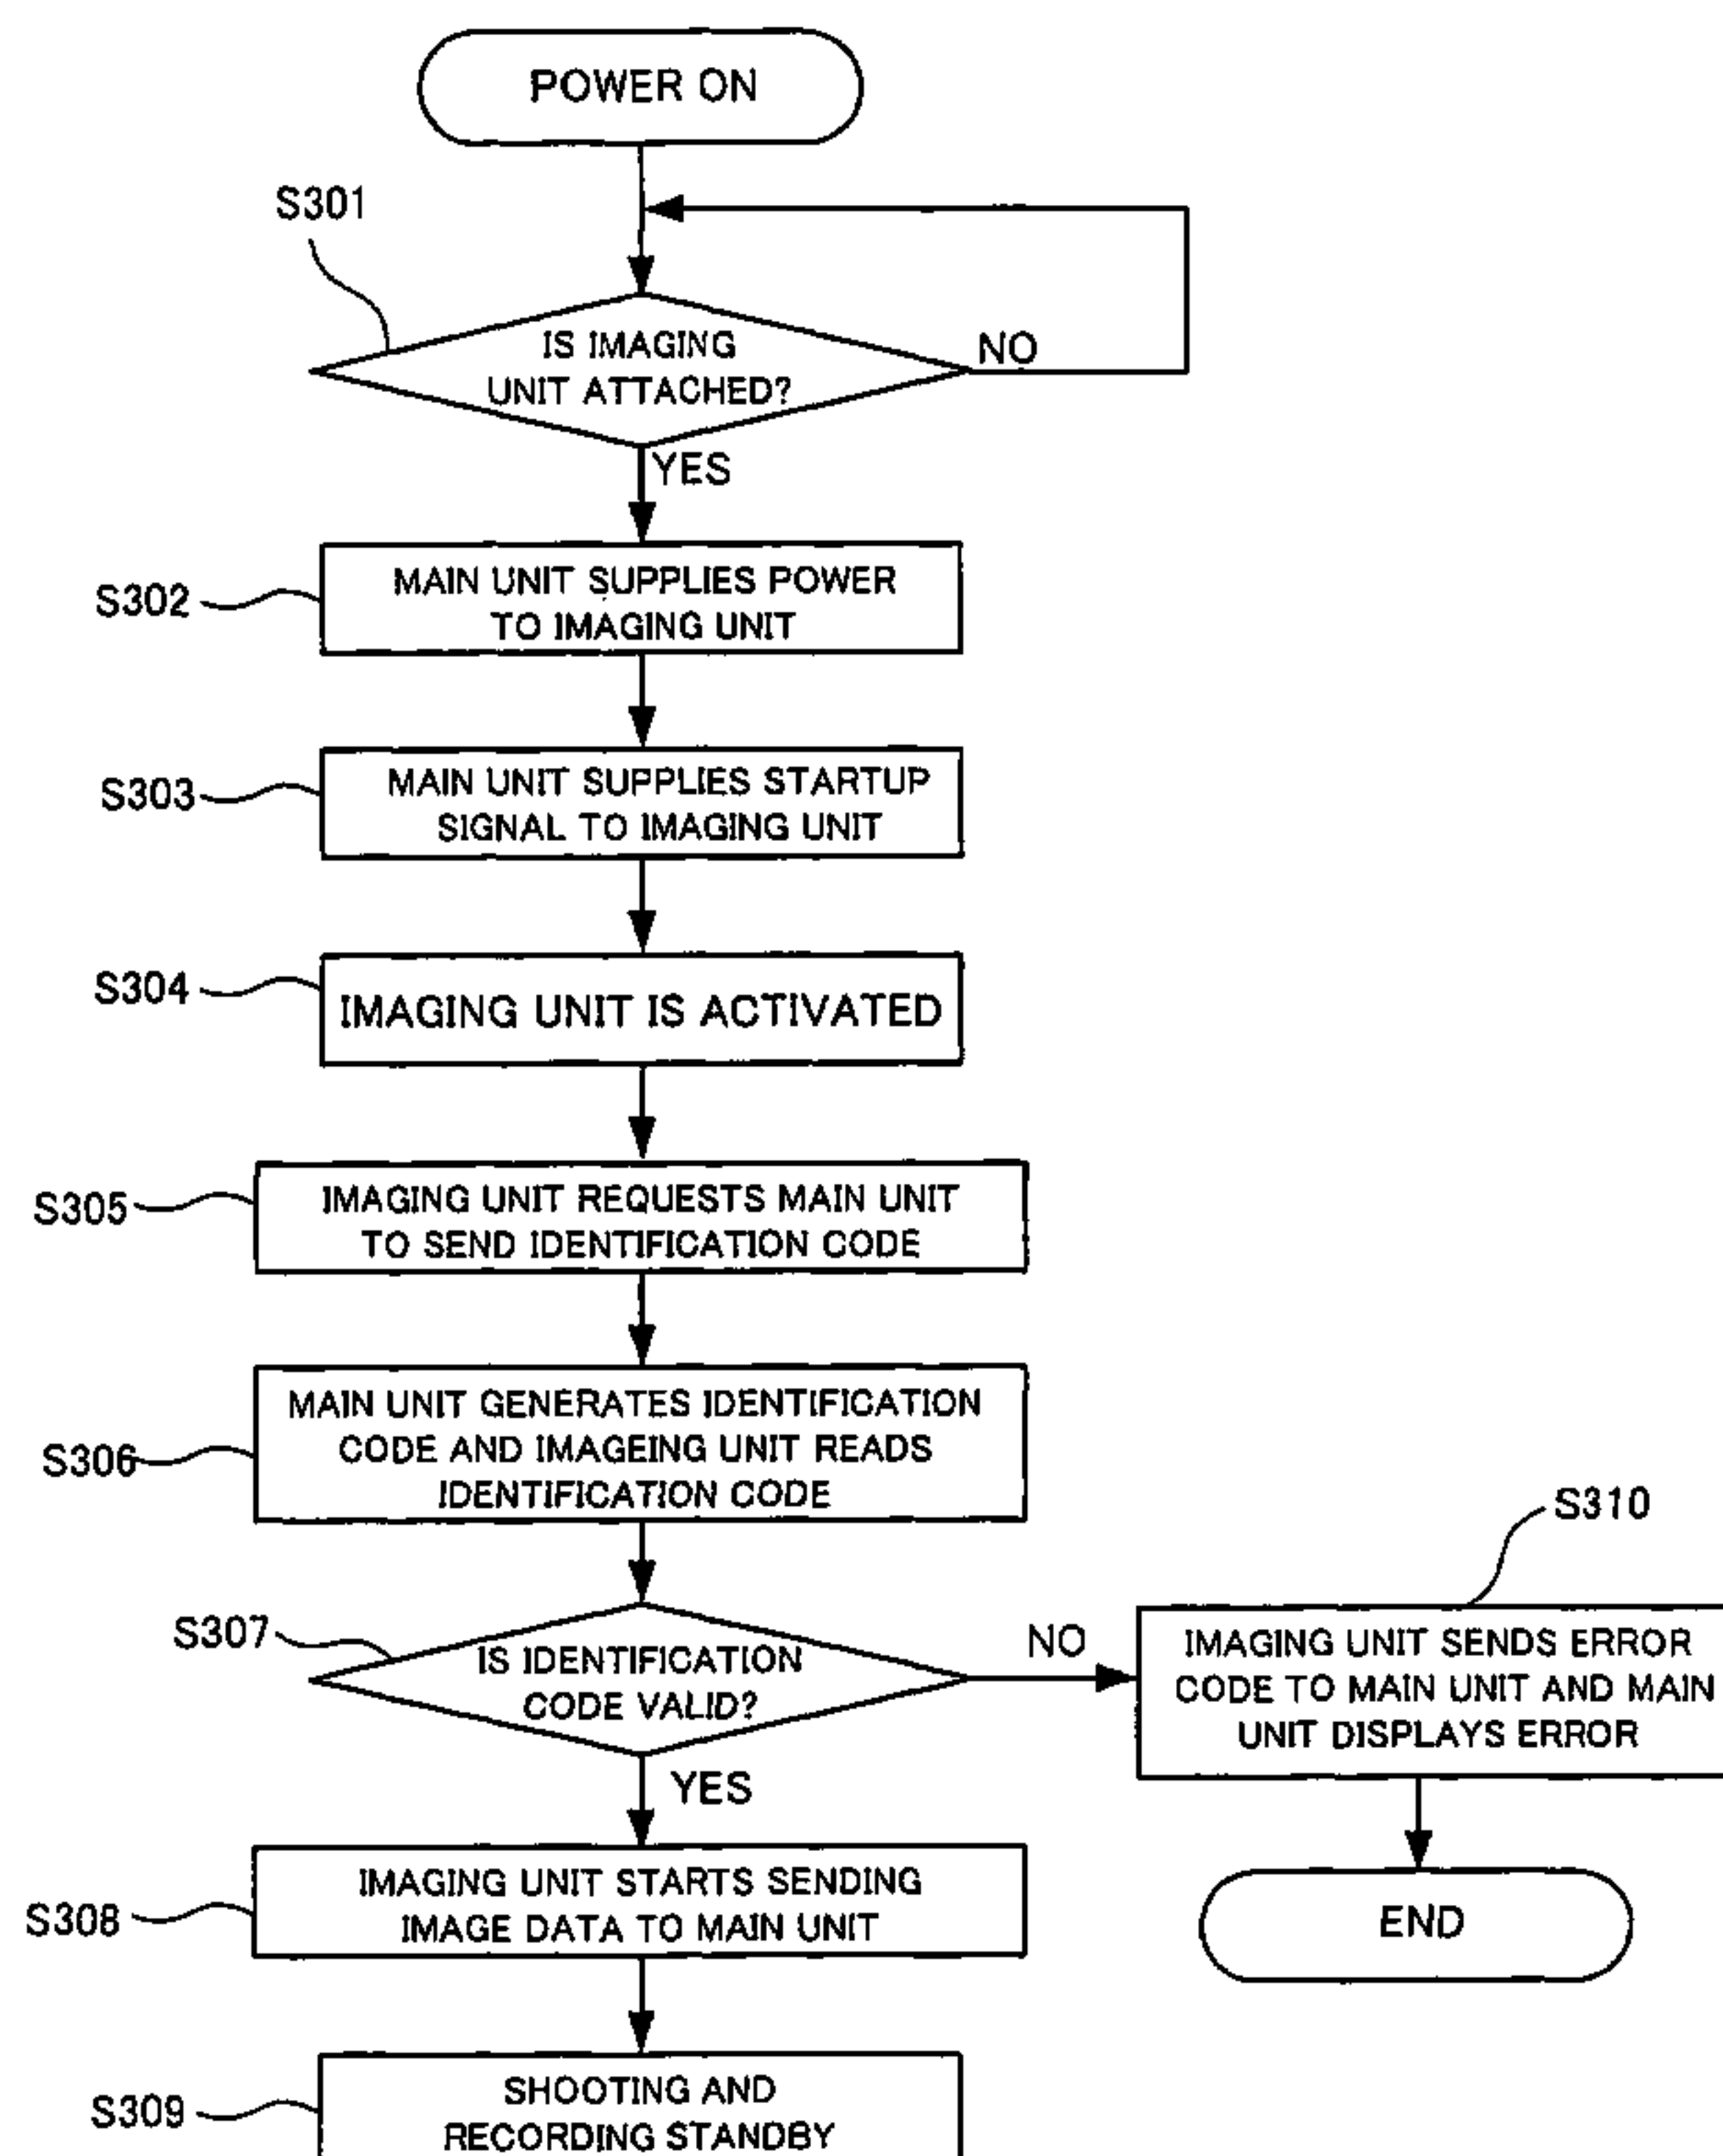 POWER ON
S301
IS IMAGING
UNIT ATTACHED?
NO
YES
S302
MAIN UNIT SUPPLIES POWER
TO IMAGING UNIT
S303
MAIN UNIT SUPPLIES STARTUP
SIGNAL TO IMAGING UNIT
S304
IMAGING UNIT IS ACTIVATED
S305
IMAGING UNIT REQUESTS MAIN UNIT
TO SEND IDENTIFICATION CODE
S306
MAIN UNIT GENERATES IDENTIFICATION
CODE AND IMAGEING UNIT READS
IDENTIFICATION CODE
S307
IS IDENTIFICATION
CODE VALID?
NO
S310
IMAGING UNIT SENDS ERROR
CODE TO MAIN UNIT AND MAIN
UNIT DISPLAYS ERROR
END
YES
S308
IMAGING UNIT STARTS SENDING
IMAGE DATA TO MAIN UNIT
S309
SHOOTING AND
RECORDING STANDBY